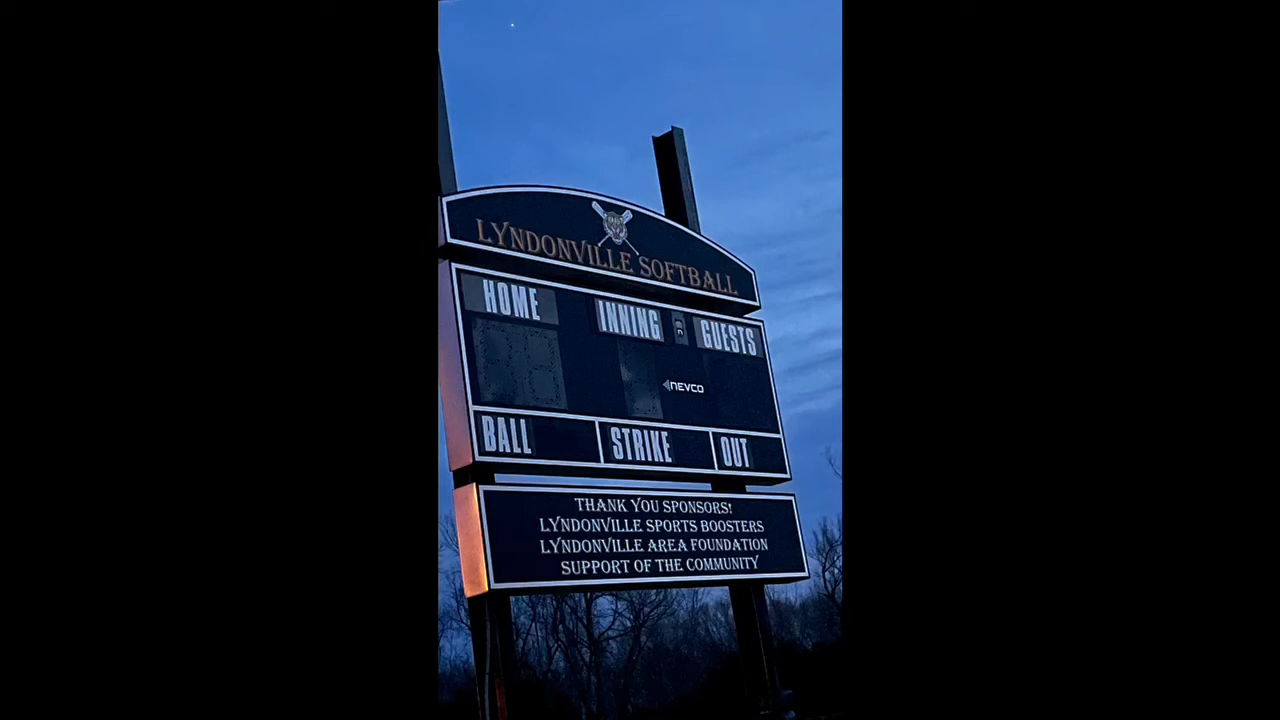 LYNDONVILLE SOFTBALL
HOME INNING GUESTS
NEVCO
BALL STRIKE OUT
THANK YOU SPONSORS!
LYNDONVILLE SPORTS BOOSTERS
LYNDONVILLE AREA FOUNDATION
SUPPORT OF THE COMMUNITY